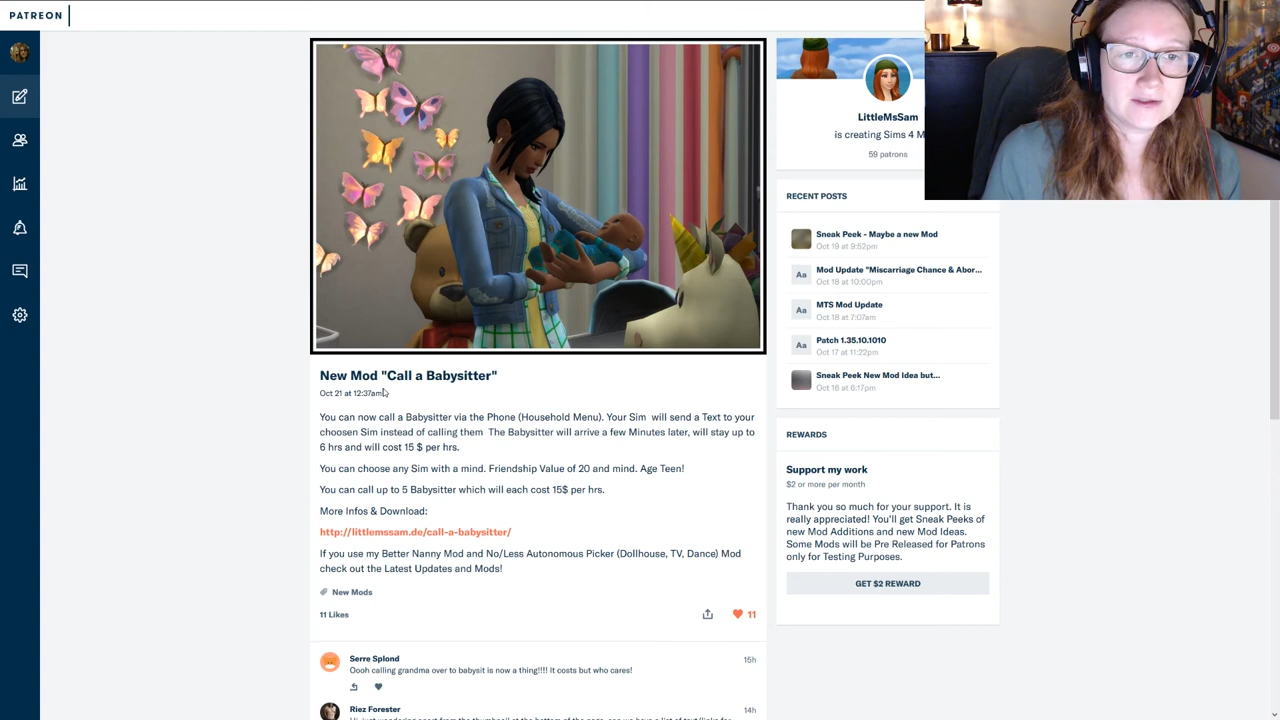 PATREON
New Mod "Call a Babysitter"
Oct 21 at 12:37am
You can now call a Babysitter via the Phone (Household Menu). Your Sim will send a Text to your
choosen Sim instead of calling them The Babysitter will arrive a few Minutes later, will stay up to
6 hrs and will cost 15 $ per hrs.
You can choose any Sim with a mind. Friendship Value of 20 and mind. Age Teen!
You can call up to 5 Babysitter which will each cost 15$ per hrs.
More Infos & Download:
http://littlemssam.de/call-a-babysitter/
If you use my Better Nanny Mod and No/Less Autonomous Picker (Dollhouse, TV, Dance) Mod
check out the Latest Updates and Mods!
New Mods
11 Likes
11
Serre Splond
15h
Oooh calling grandma over to babysit is now a thing!!!! It costs but who cares!
Riez Forester
14h
LittleMsSam
is creating Sims 4 M
59 patrons
RECENT POSTS
Sneak Peek - Maybe a new Mod
Oct 19 at 9:52pm
Aa
Mod Update "Miscarriage Chance & Abor...
Oct 18 at 10:00pm
Aa
MTS Mod Update
Oct 18 at 7:07am
Aa
Patch 1.35.10.1010
Oct 17 at 11:22pm
Sneak Peek New Mod Idea but...
Oct 16 at 6:17pm
REWARDS
Support my work
$2 or more per month
Thank you so much for your support. It is
really appreciated! You'll get Sneak Peeks of
new Mod Additions and new Mod Ideas.
Some Mods will be Pre Released for Patrons
only for Testing Purposes.
GET $2 REWARD